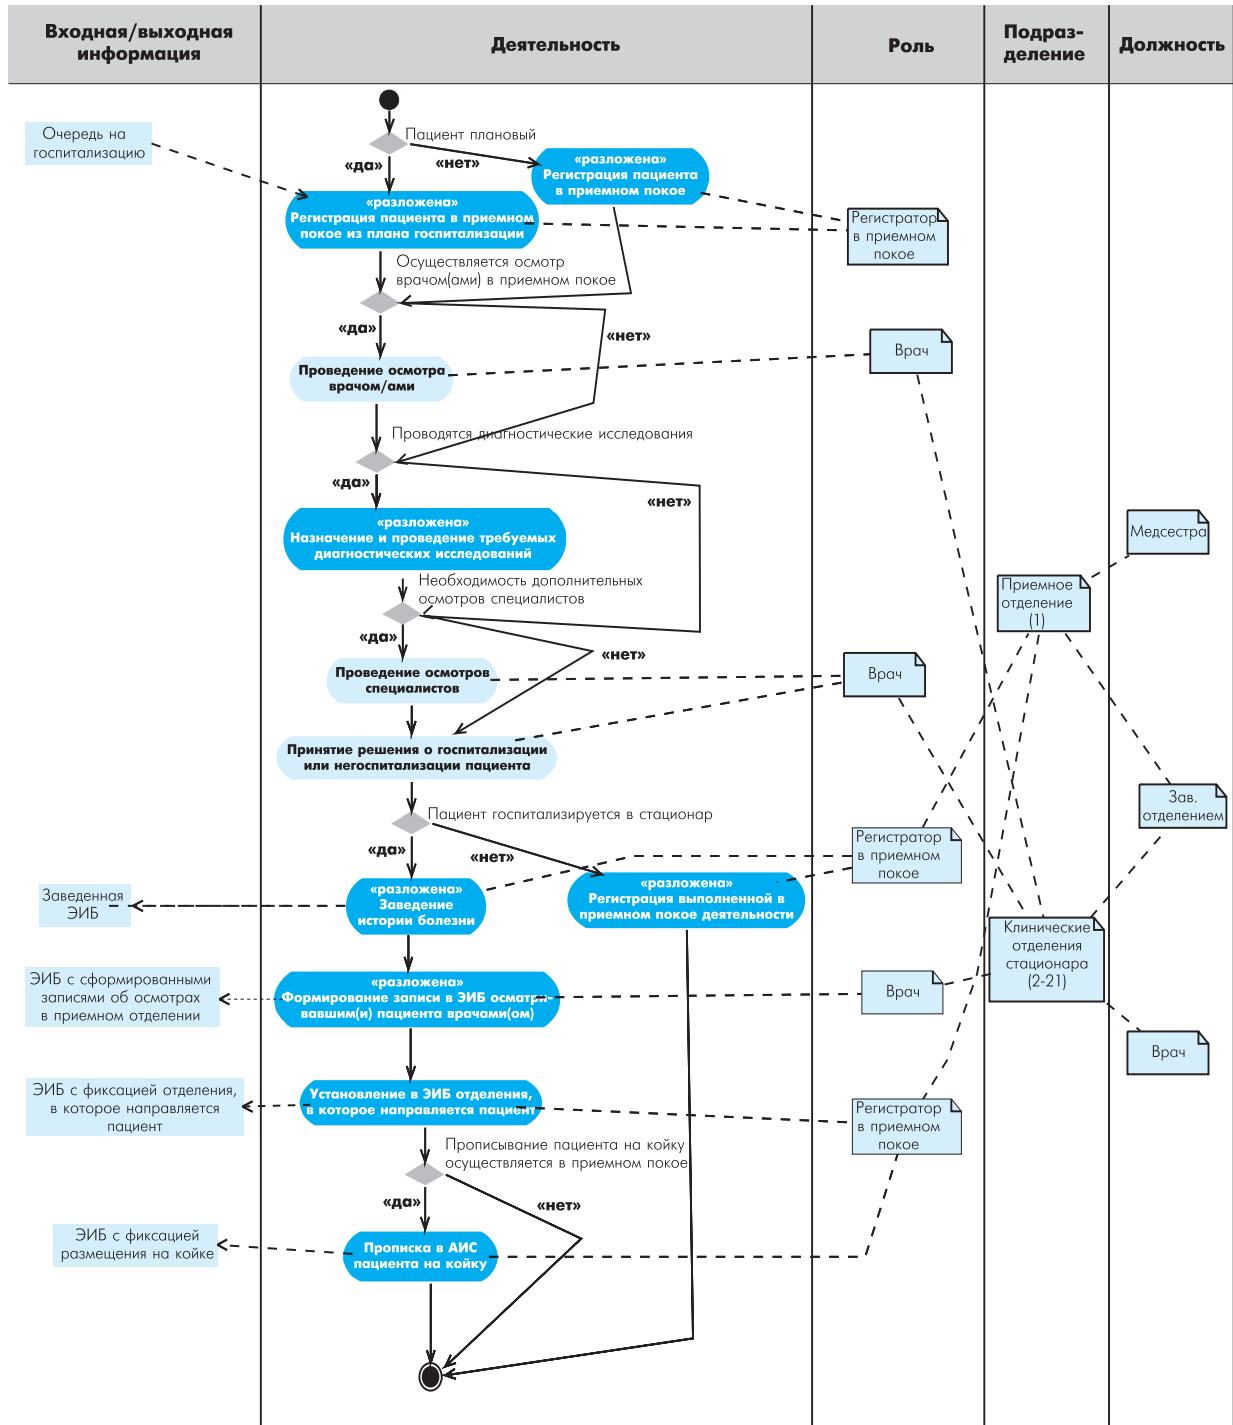 Входная/выходная
информация
Деятельность
Роль
Подраз-
деление
Должность
Очередь на
госпитализацию
Пациент плановый
«да»
«нет»
«разложена»
Регистрация пациента
в приемном покое
«разложена»
Регистрация пациента в приемном
покое из плана госпитализации
Регистратор
в приемном
покое
Осуществляется осмотр
врачом(ами) в приемном покое
«да»
«нет»
Врач
Проведение осмотра
врачом/ами
Проводятся диагностические исследования
«да»
«нет»
«разложена»
Назначение и проведение требуемых
диагностических исследований
Медсестра
Необходимость дополнительных
осмотров специалистов
Приемное
отделение
(1)
«да»
«нет»
Проведение осмотров
специалистов
Врач
Принятие решения о госпитализации
или негоспитализации пациента
Зав.
отделением
Пациент госпитализируется в стационар
«да»
«нет»
Регистратор
в приемном
покое
Заведенная
ЭИБ
«разложена»
Заведение
истории болезни
«разложена»
Регистрация выполненной в
приемном покое деятельности
Клинические
отделения
стационара
(2-21)
ЭИБ с сформированными
записями об осмотрах
в приемном отделении
«разложена»
Формирование записи в ЭИБ осматри-
вавшим(и) пациента врачами(ом)
Врач
Врач
ЭИБ с фиксацией отделения,
в которое направляется
пациент
Установление в ЭИБ отделения,
в которое направляется пациент
Регистратор
в приемном
покое
Прописывание пациента на койку
осуществляется в приемном покое
«да»
«нет»
ЭИБ с фиксацией
размещения на койке
Прописка в АИС
пациента на койку